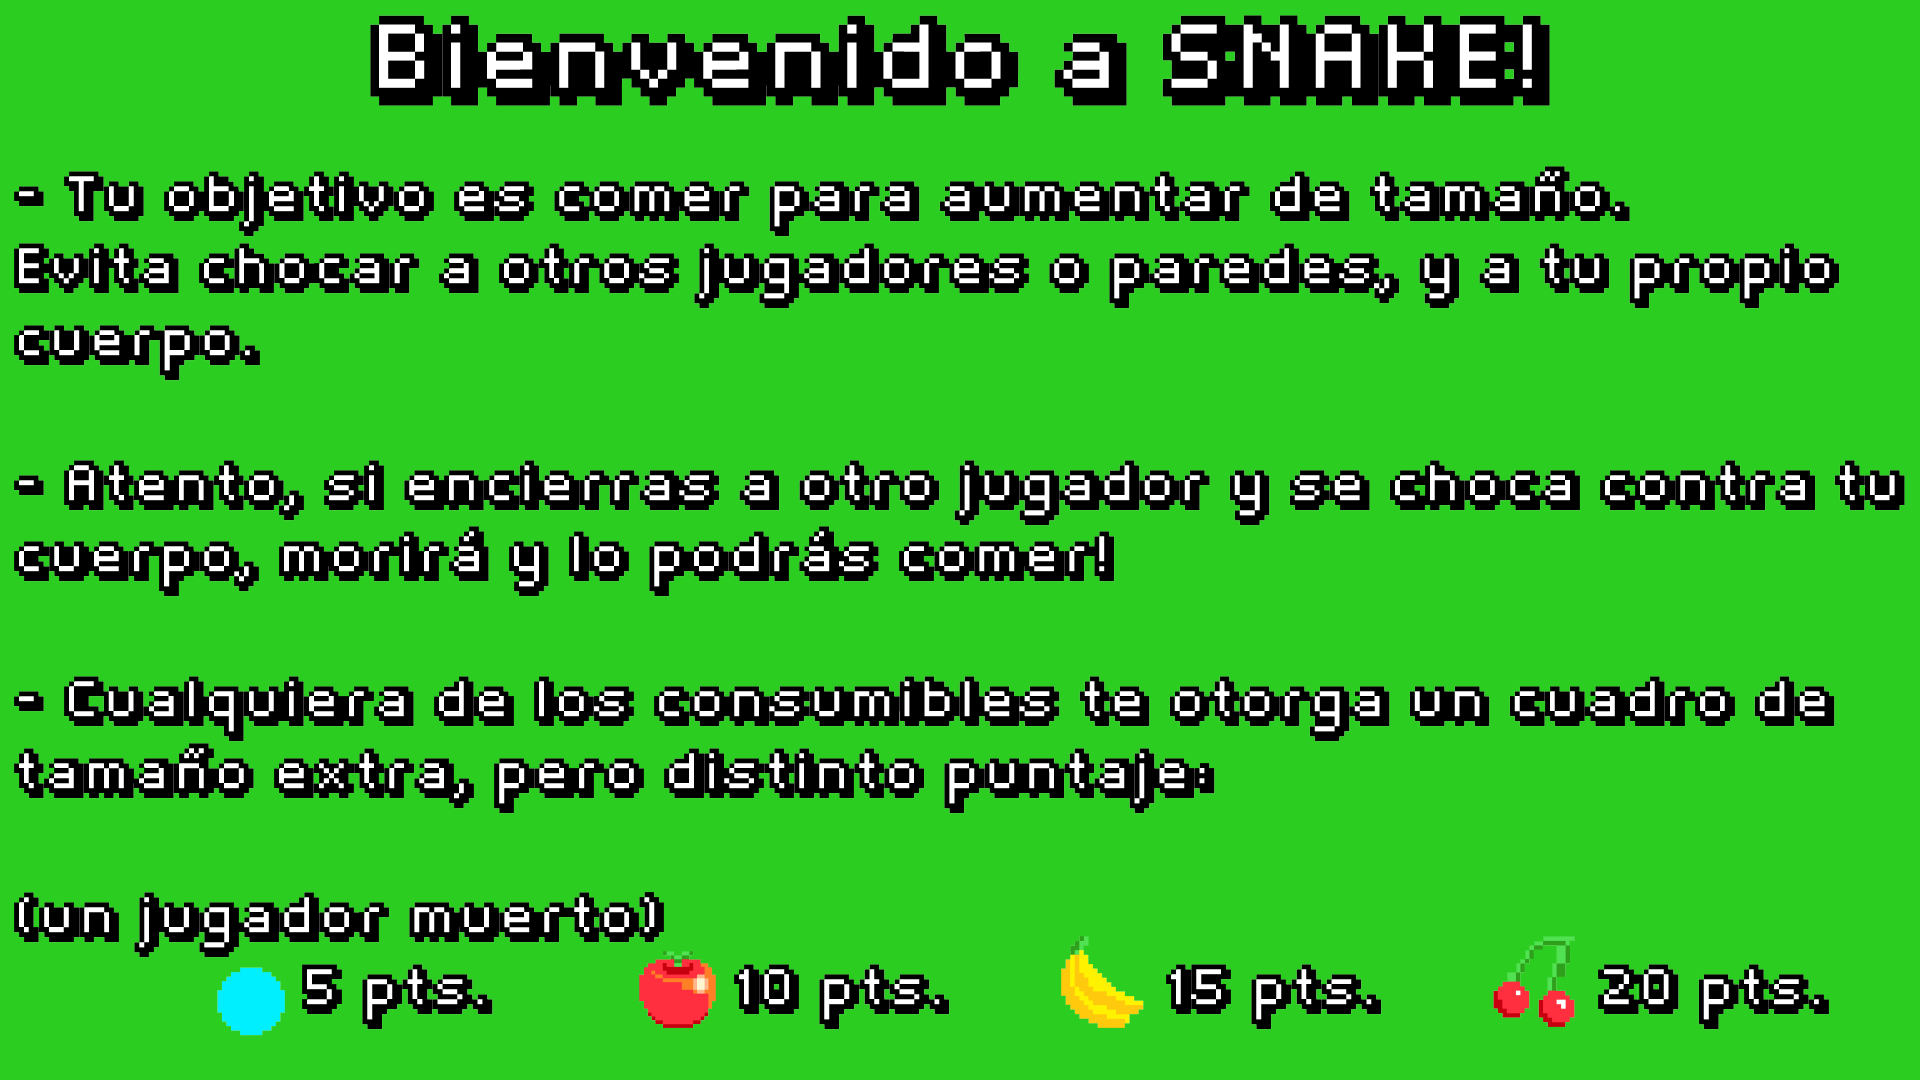 Bienvenido a SNAKE!
- Tu objetivo es comer para aumentar de tamaño.
Evita chocar a otros jugadores o paredes, y a tu propio
cuerpo.
- Atento, si encierras a otro jugador y se choca contra tu
cuerpo, morirá y lo podrás comer!
- Cualquiera de los consumibles te otorga un cuadro de
tamaño extra, pero distinto puntaje:
(un jugador muerto)
5 pts. 10 pts. 15 pts. 20 pts.